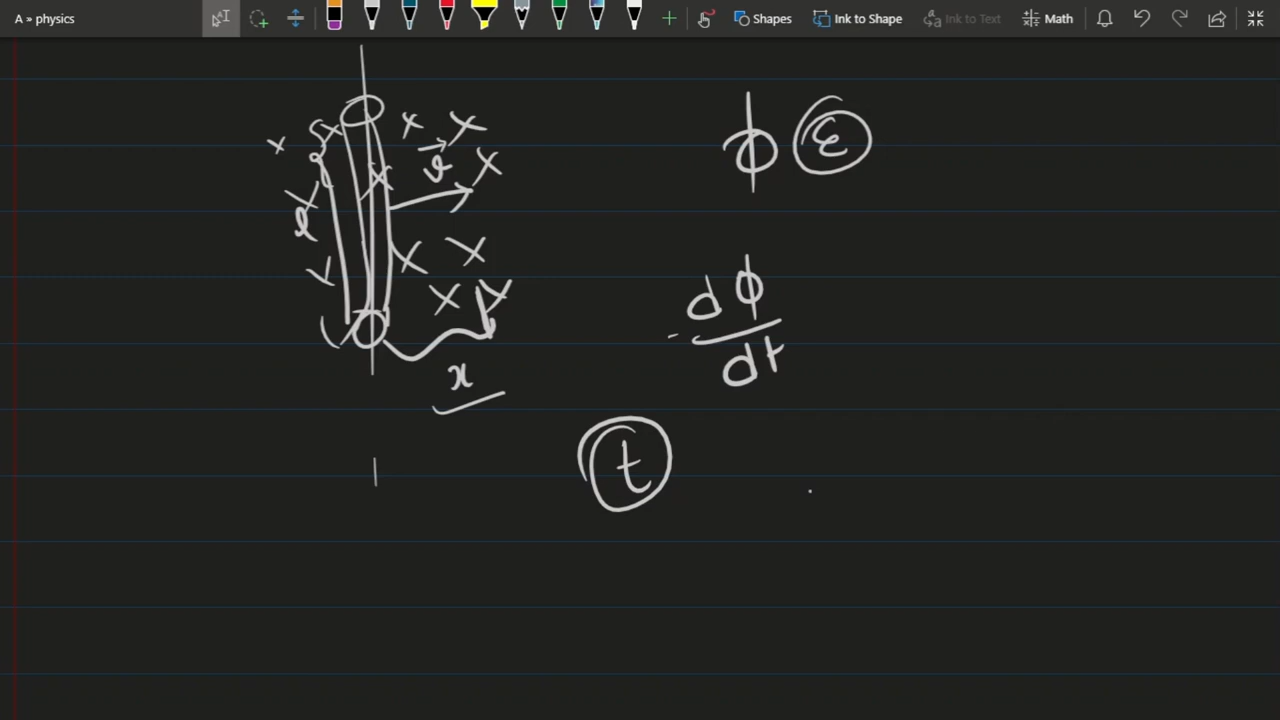 A » physics
Shapes
Ink to Shape
Ink to Text
Math
x x x x
v
x x
x
l x
x x x
x x
x
ϕ ε
- dϕ
dt
t